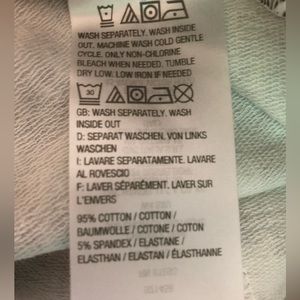 WASH SEPARATELY. WASH INSIDE
OUT. MACHINE WASH COLD GENTLE
CYCLE. ONLY NON-CHLORINE
BLEACH WHEN NEEDED. TUMBLE
DRY LOW. LOW IRON IF NEEDED
30
GB: WASH SEPARATELY. WASH
INSIDE OUT
D: SEPARAT WASCHEN. VON LINKS
WASCHEN
I: LAVARE SEPARATAMENTE. LAVARE
AL ROVESCIO
F: LAVER SÉPARÉMENT. LAVER SUR
L'ENVERS
95% COTTON / COTTON /
BAUMWOLLE / COTONE / COTON
5% SPANDEX / ELASTANE /
ELASTHAN / ELASTAN / ÉLASTHANNE